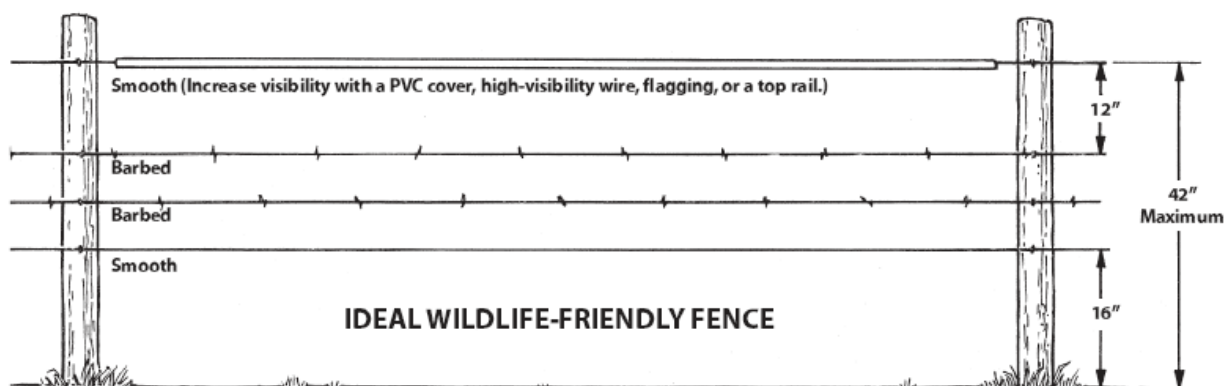 Smooth (Increase visibility with a PVC cover, high-visibility wire, flagging, or a top rail.)
12″
Barbed
42″
Maximum
Barbed
Smooth
16″
IDEAL WILDLIFE-FRIENDLY FENCE